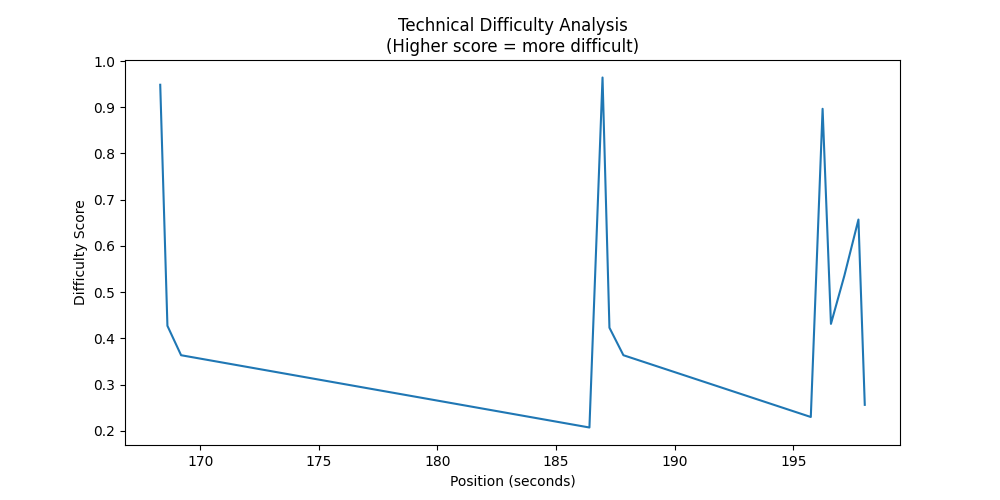 Technical Difficulty Analysis
(Higher score = more difficult)
Difficulty Score
1.0
0.9
0.8
0.7
0.6
0.5
0.4
0.3
0.2
170 175 180 185 190 195
Position (seconds)